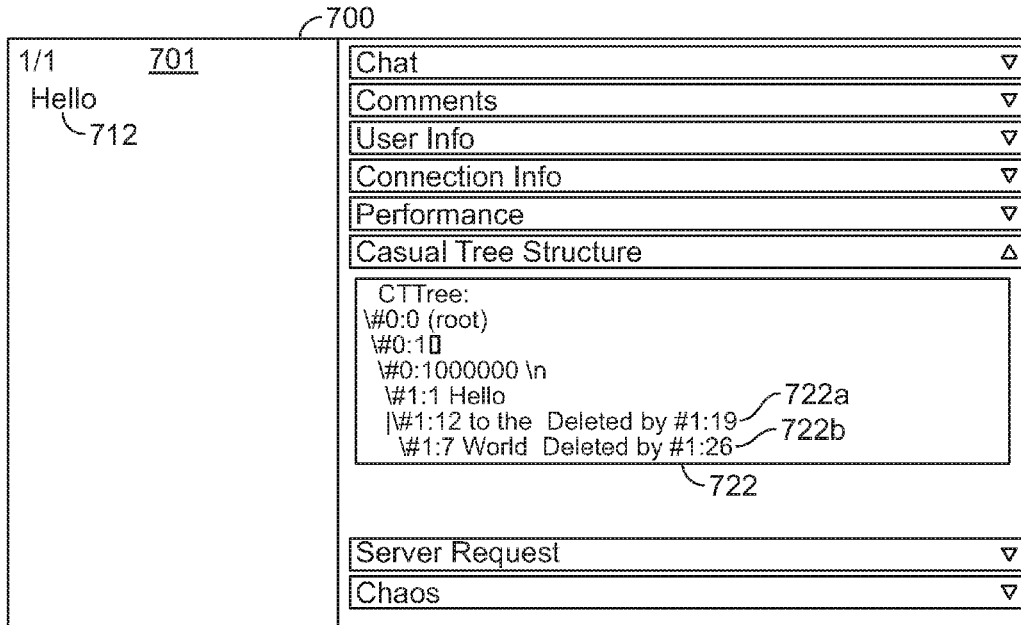 700
1/1 701
Hello
712
Chat
Comments
User Info
Connection Info
Performance
Casual Tree Structure
CTTree:
\#0:0 (root)
\#0:1▯
\#0:1000000 \n
\#1:1 Hello
|\#1:12 to the Deleted by #1:19
722a
\#1:7 World Deleted by #1:26
722b
722
Server Request
Chaos